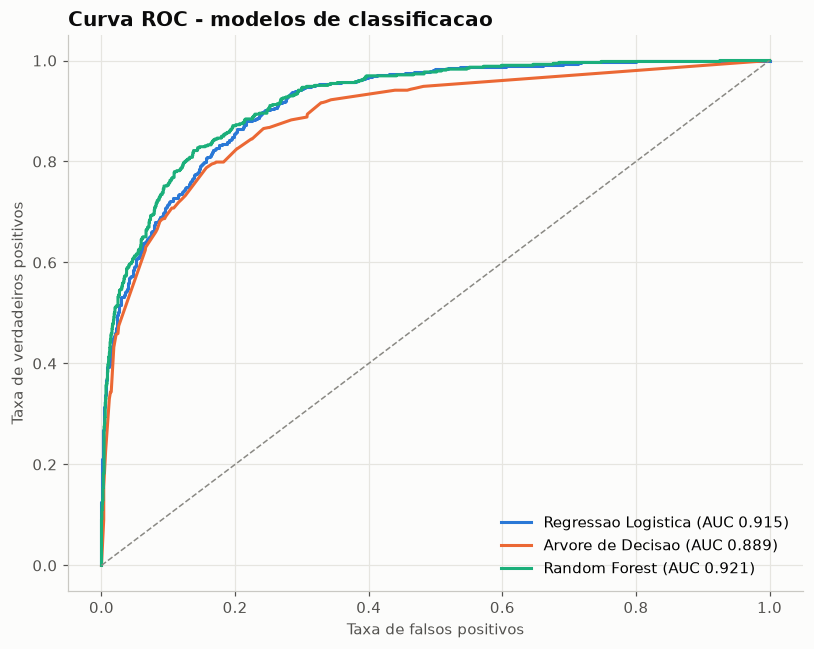 Curva ROC - modelos de classificacao
Taxa de verdadeiros positivos
1.0
0.8
0.6
0.4
0.2
0.0
Regressao Logistica (AUC 0.915)
Arvore de Decisao (AUC 0.889)
Random Forest (AUC 0.921)
0.0 0.2 0.4 0.6 0.8 1.0
Taxa de falsos positivos